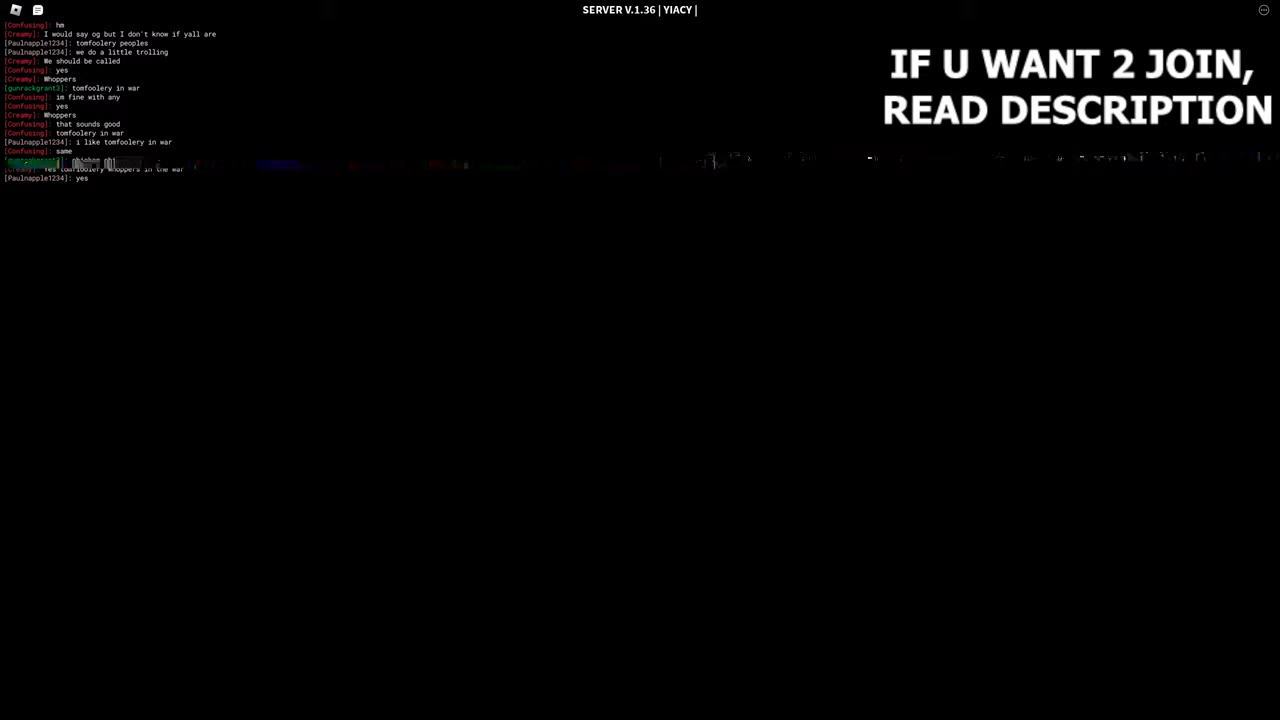 SERVER V.1.36 | YIACY |
IF U WANT 2 JOIN,
READ DESCRIPTION
[Confusing]: hm
[Creamy]: I would say og but I don't know if yall are
[Paulnapple1234]: tomfoolery peoples
[Paulnapple1234]: we do a little trolling
[Creamy]: We should be called
[Confusing]: yes
[Creamy]: Whoppers
[gunrackgrant3]: tomfoolery in war
[Confusing]: im fine with any
[Confusing]: yes
[Creamy]: Whoppers
[Confusing]: that sounds good
[Confusing]: tomfoolery in war
[Paulnapple1234]: i like tomfoolery in war
[Confusing]: same
[Creamy]: Yes tomfoolery whoppers in the war
[Paulnapple1234]: yes